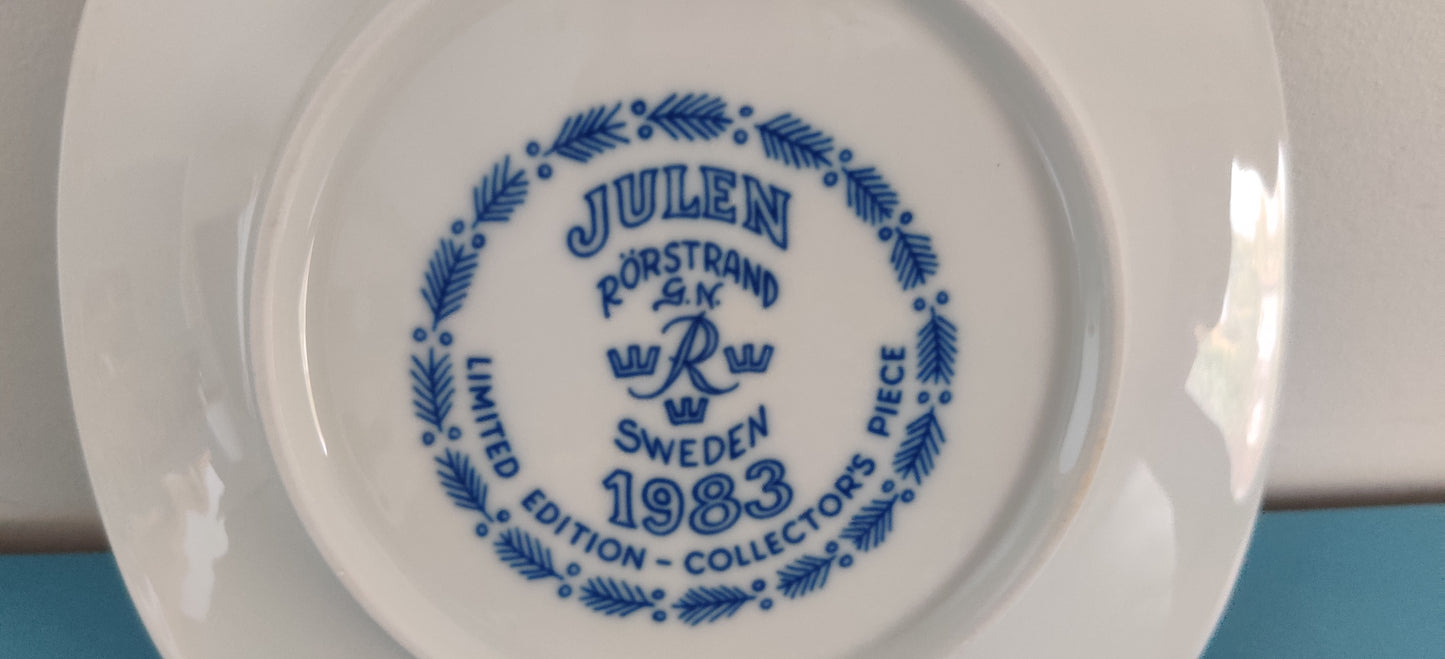 JULEN
RÖRSTRAND
G.N.
R
SWEDEN
1983
LIMITED EDITION - COLLECTOR'S PIECE